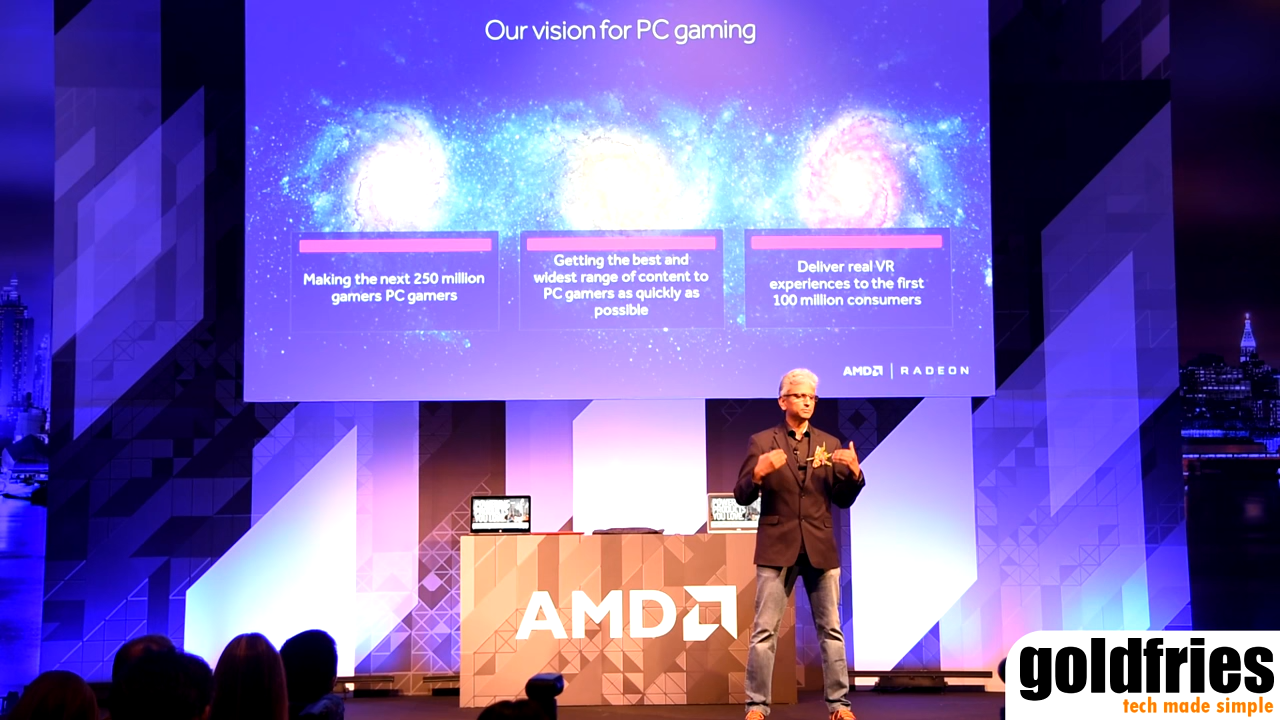 Our vision for PC gaming
Making the next 250 million
gamers PC gamers
Getting the best and
widest range of content to
PC gamers as quickly as
possible
Deliver real VR
experiences to the first
100 million consumers
AMD | RADEON
AMD
goldfries
tech made simple